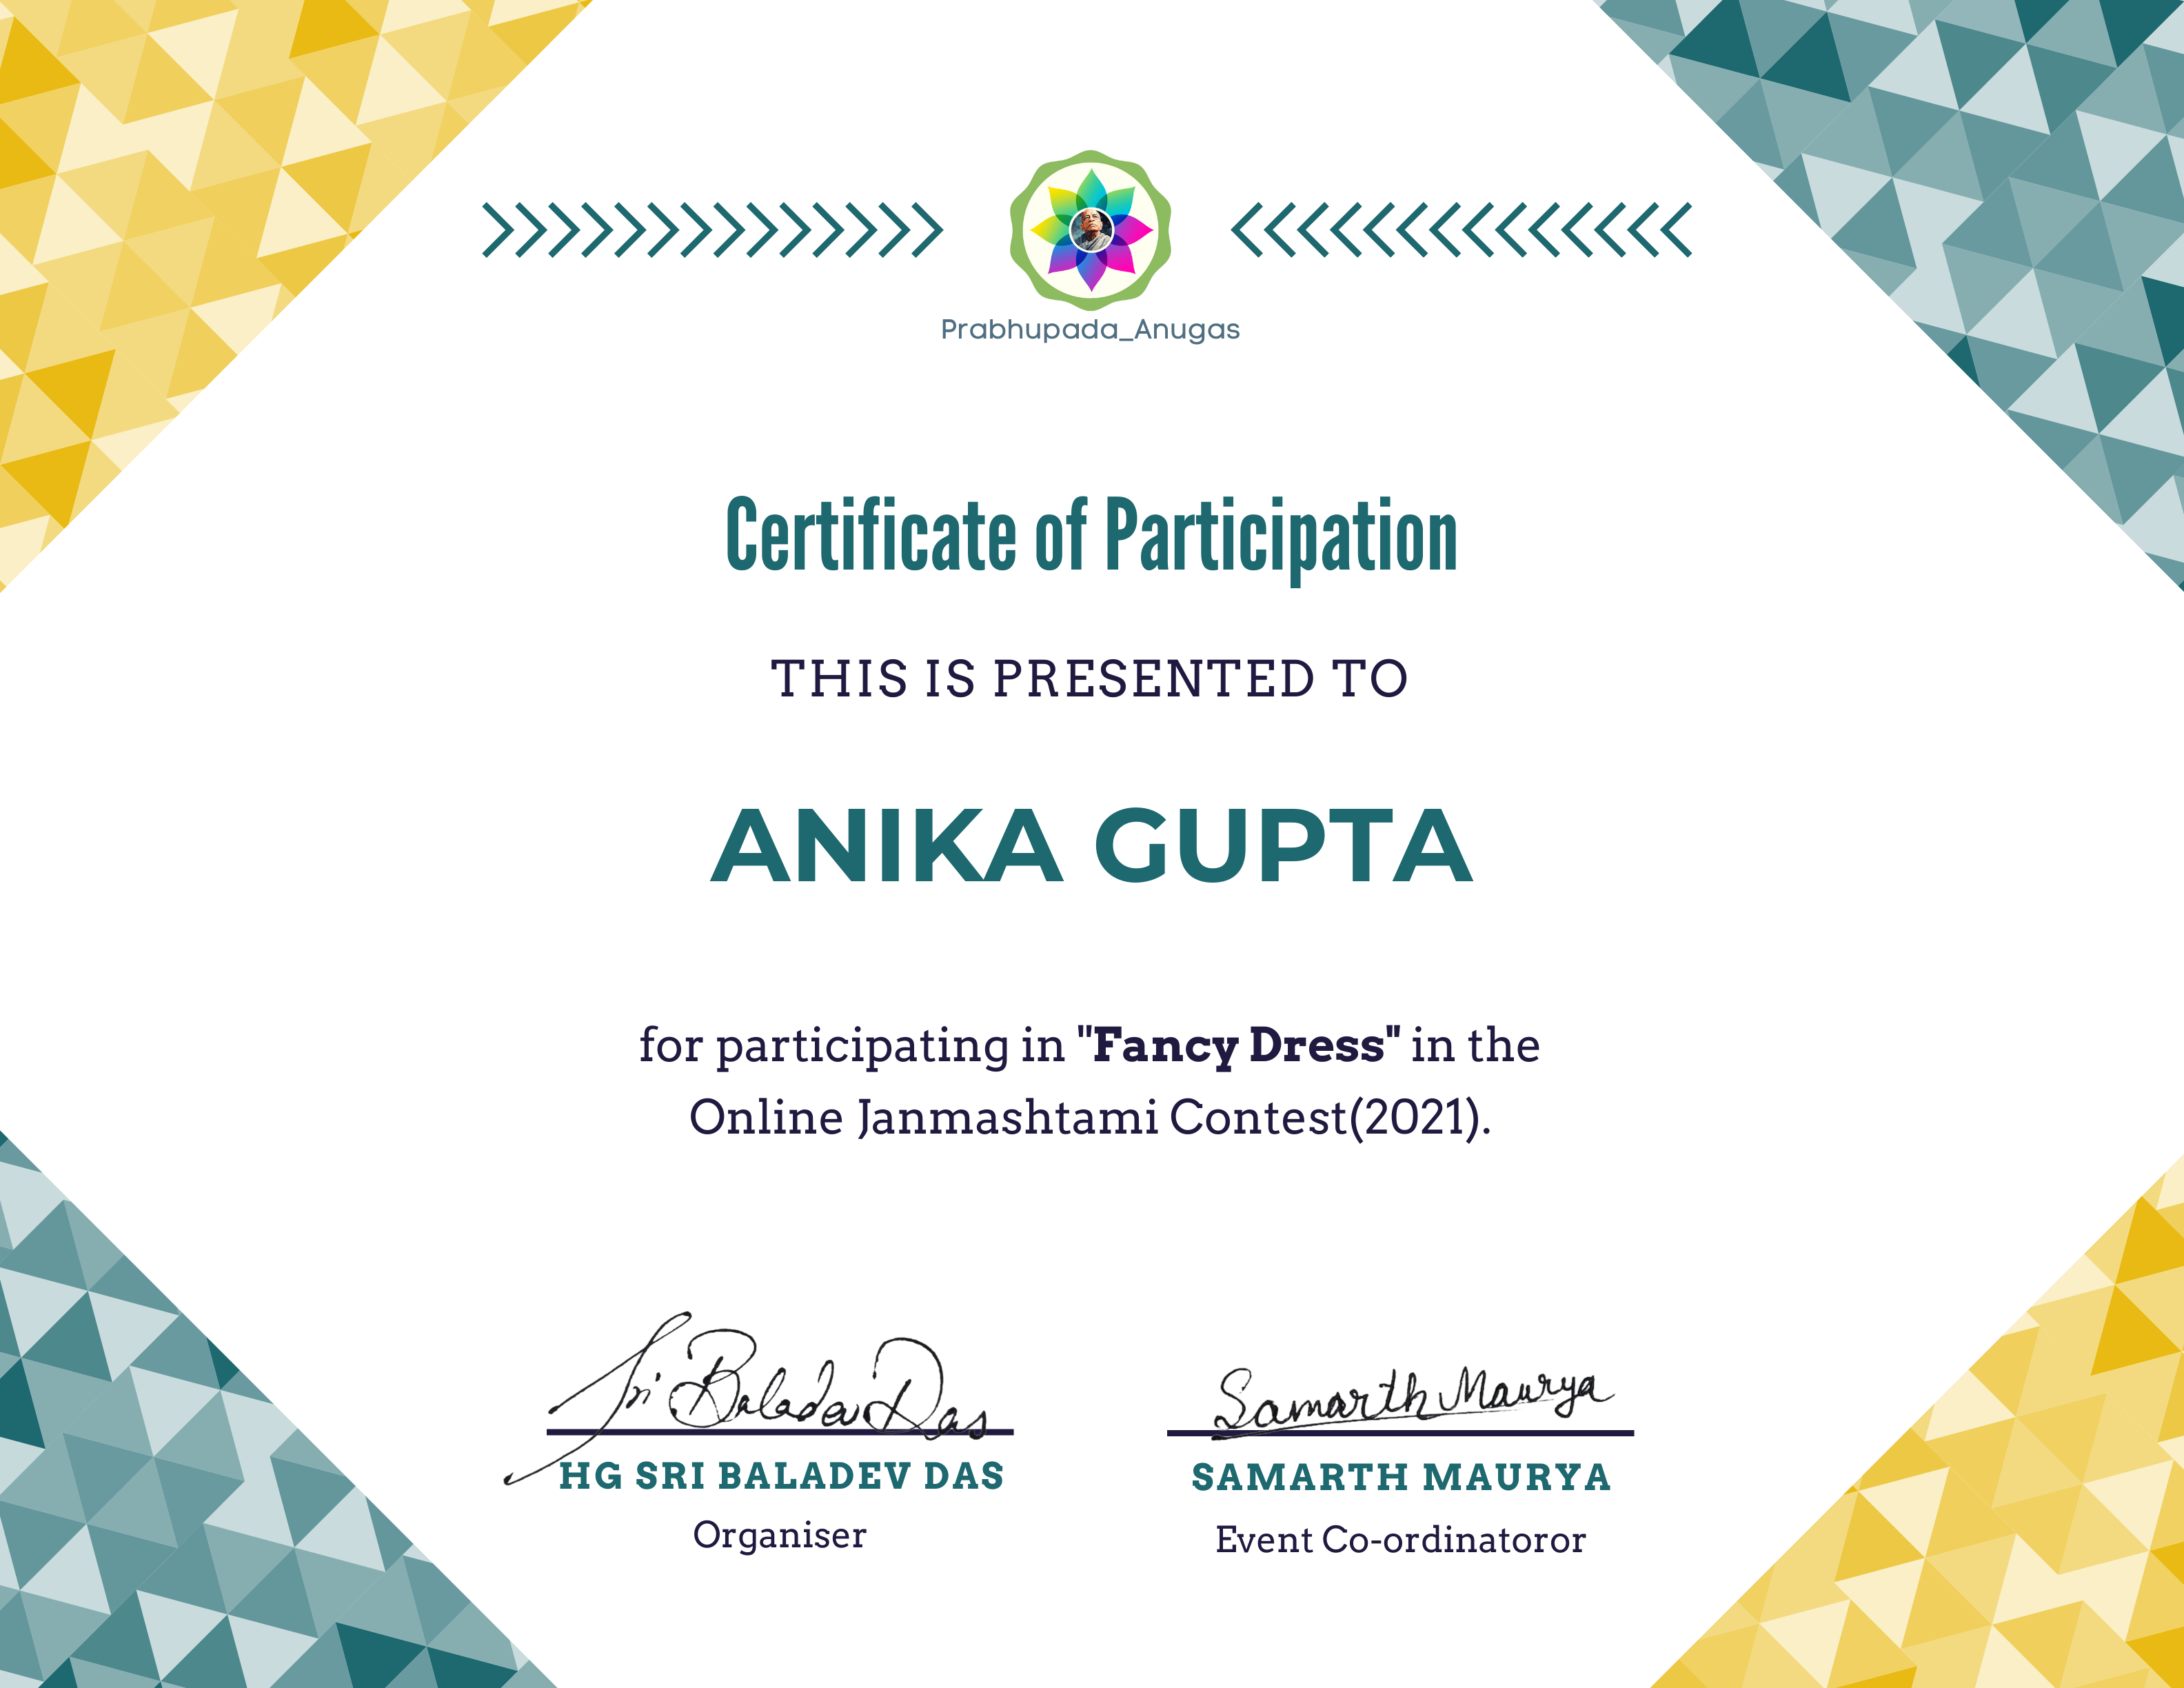 Prabhupada_Anugas
Certificate of Participation
THIS IS PRESENTED TO
ANIKA GUPTA
for participating in "Fancy Dress" in the
Online Janmashtami Contest(2021).
Sri Baladev Das
Samarth Maurya
HG SRI BALADEV DAS
SAMARTH MAURYA
Organiser
Event Co-ordinatoror